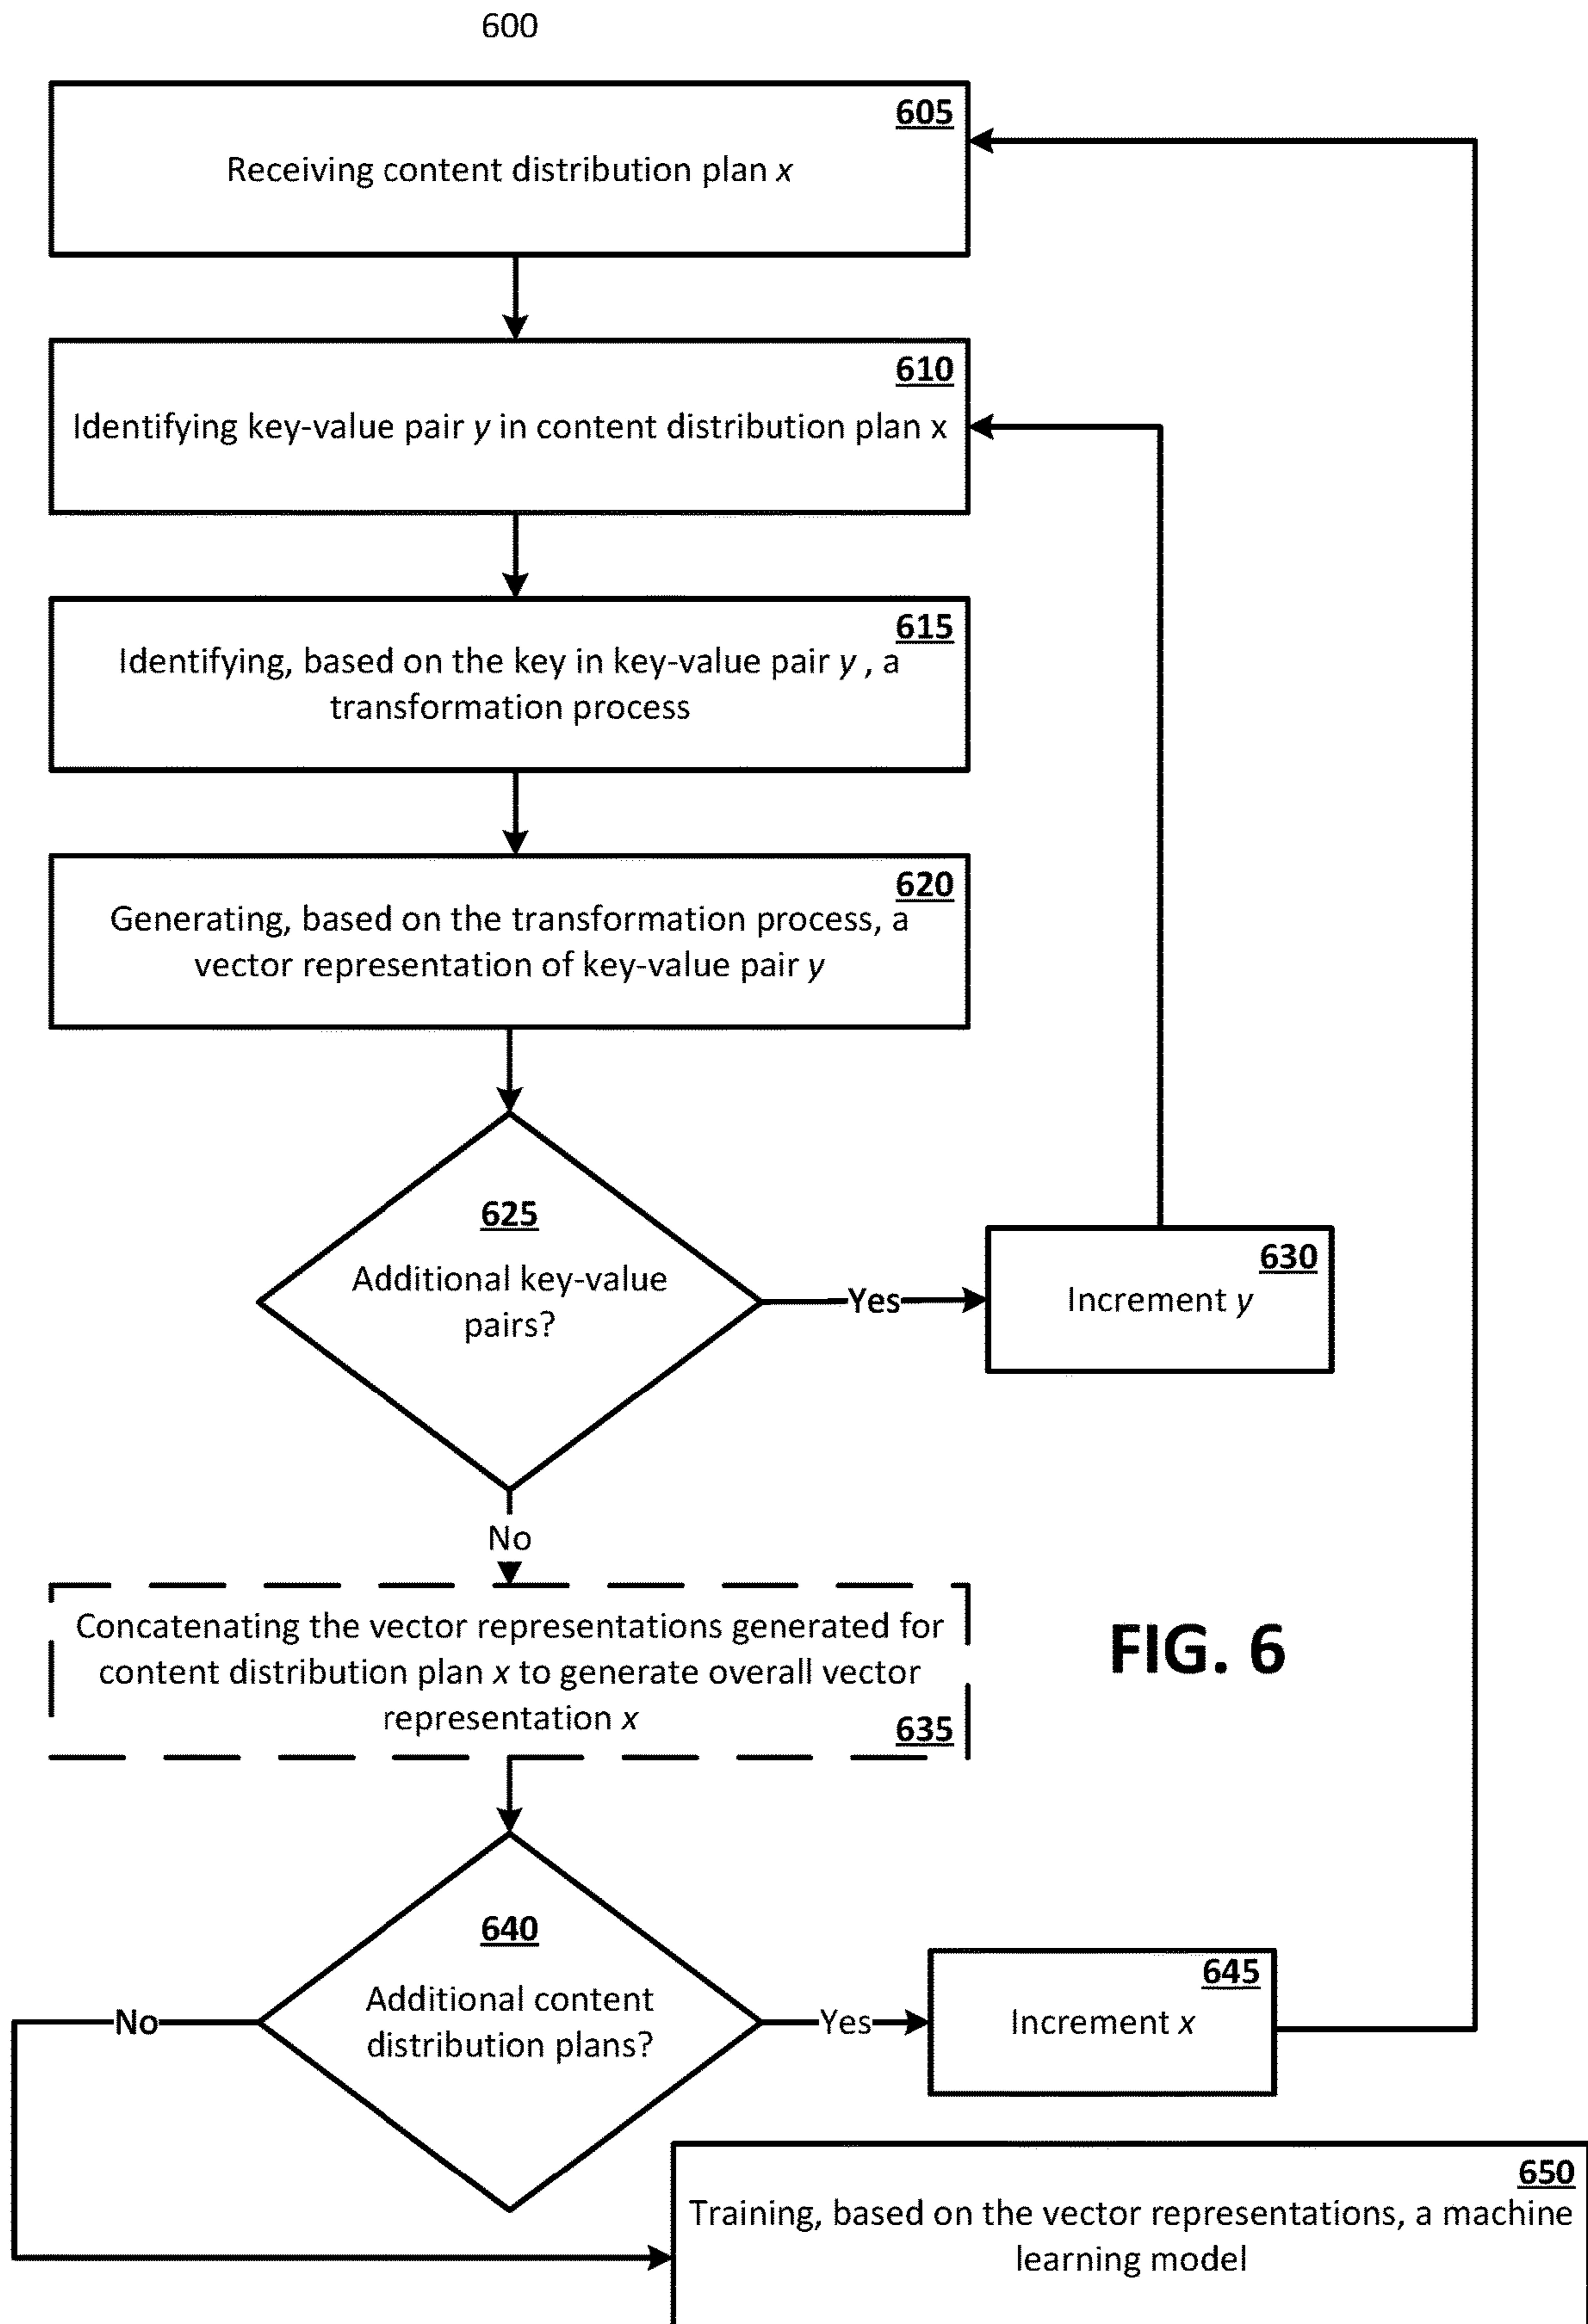 600
605
Receiving content distribution plan x
610
Identifying key-value pair y in content distribution plan x
615
Identifying, based on the key in key-value pair y , a
transformation process
620
Generating, based on the transformation process, a
vector representation of key-value pair y
625
Additional key-value
pairs?
Yes
630
Increment y
No
Concatenating the vector representations generated for
content distribution plan x to generate overall vector
representation x
635
FIG. 6
640
Additional content
distribution plans?
No
Yes
645
Increment x
650
Training, based on the vector representations, a machine
learning model